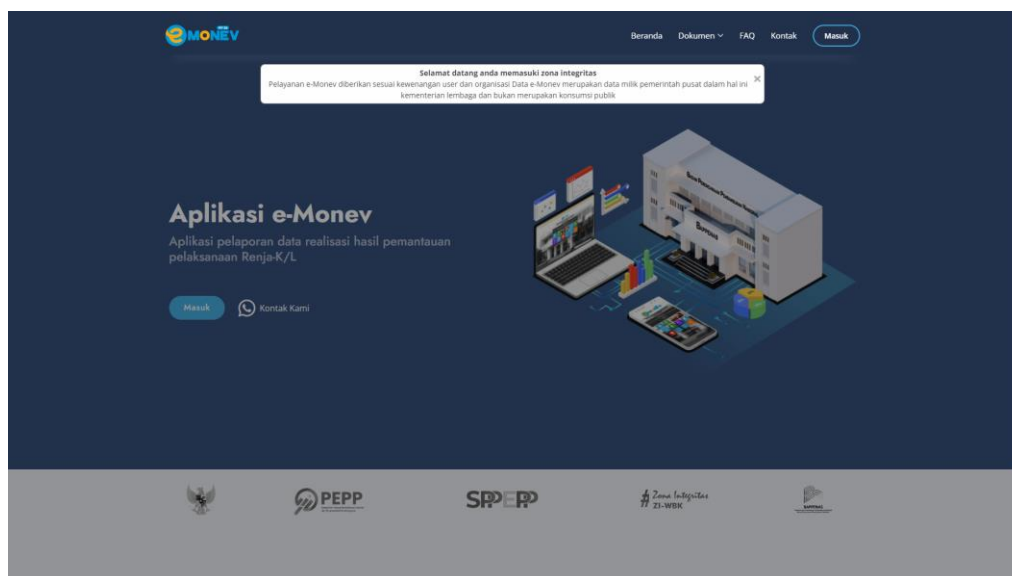 eMONEV
Beranda Dokumen FAQ Kontak Masuk
Selamat datang anda memasuki zona integritas
Pelayanan e-Monev diberikan sesuai kewenangan user dan organisasi Data e-Monev merupakan data milik pemerintah pusat dalam hal ini
kementerian lembaga dan bukan merupakan konsumsi publik
×
Aplikasi e-Monev
Aplikasi pelaporan data realisasi hasil pemantauan
pelaksanaan Renja-K/L
Masuk Kontak Kami
BAPPENAS
PEPP
SPPEPP
Zona Integritas
ZI-WBK
BAPPENAS